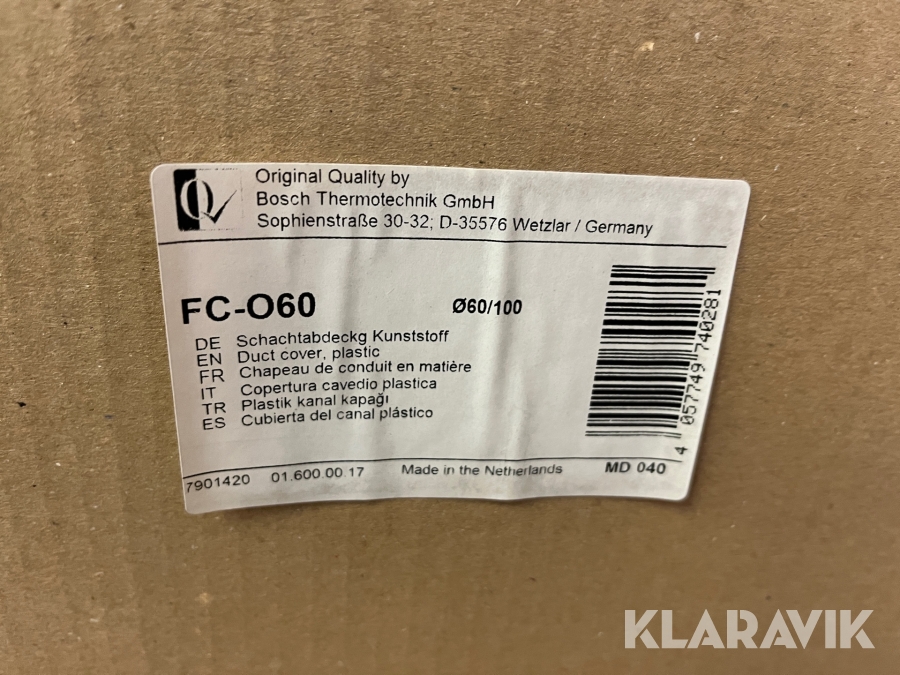 Original Quality by
Bosch Thermotechnik GmbH
Sophienstraße 30-32; D-35576 Wetzlar / Germany
FC-O60 Ø60/100
DE Schachtabdeckg Kunststoff
EN Duct cover, plastic
FR Chapeau de conduit en matière
IT Copertura cavedio plastica
TR Plastik kanal kapağı
ES Cubierta del canal plástico
4 057749 740281
7901420 01.600.00.17 Made in the Netherlands MD 040
KLARAVIK